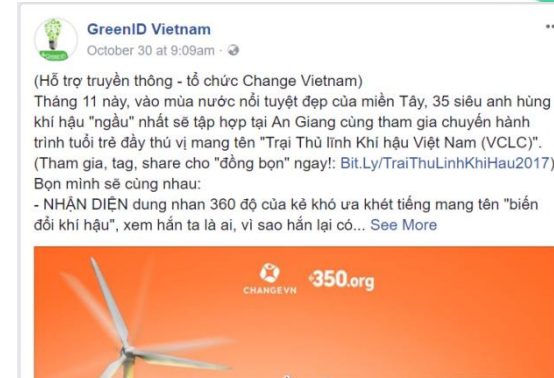 GreenID Vietnam
October 30 at 9:09am ·
(Hỗ trợ truyền thông - tổ chức Change Vietnam)
Tháng 11 này, vào mùa nước nổi tuyệt đẹp của miền Tây, 35 siêu anh hùng
khí hậu "ngầu" nhất sẽ tập hợp tại An Giang cùng tham gia chuyến hành
trình tuổi trẻ đầy thú vị mang tên "Trại Thủ lĩnh Khí hậu Việt Nam (VCLC)".
(Tham gia, tag, share cho "đồng bọn" ngay!: Bit.Ly/TraiThuLinhKhiHau2017)
Bọn mình sẽ cùng nhau:
- NHẬN DIỆN dung nhan 360 độ của kẻ khó ưa khét tiếng mang tên "biến
đổi khí hậu", xem hắn ta là ai, vì sao hắn lại có... See More
CHANGEVN 350.org